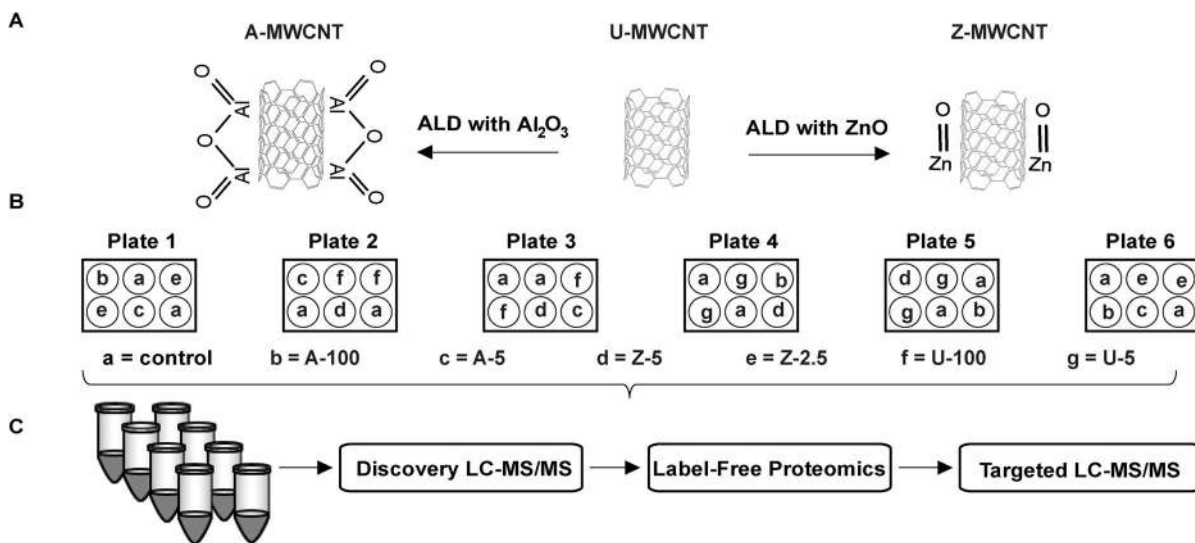 A
A-MWCNT U-MWCNT Z-MWCNT
O O
Al Al O O
O ALD with Al₂O₃ ALD with ZnO O
Al Al Zn Zn
O O
B
Plate 1 Plate 2 Plate 3 Plate 4 Plate 5 Plate 6
b a e c f f a a f a g b d g a a e e
e c a a d a f d c g a d g a b b c a
a = control b = A-100 c = A-5 d = Z-5 e = Z-2.5 f = U-100 g = U-5
C
Discovery LC-MS/MS Label-Free Proteomics Targeted LC-MS/MS